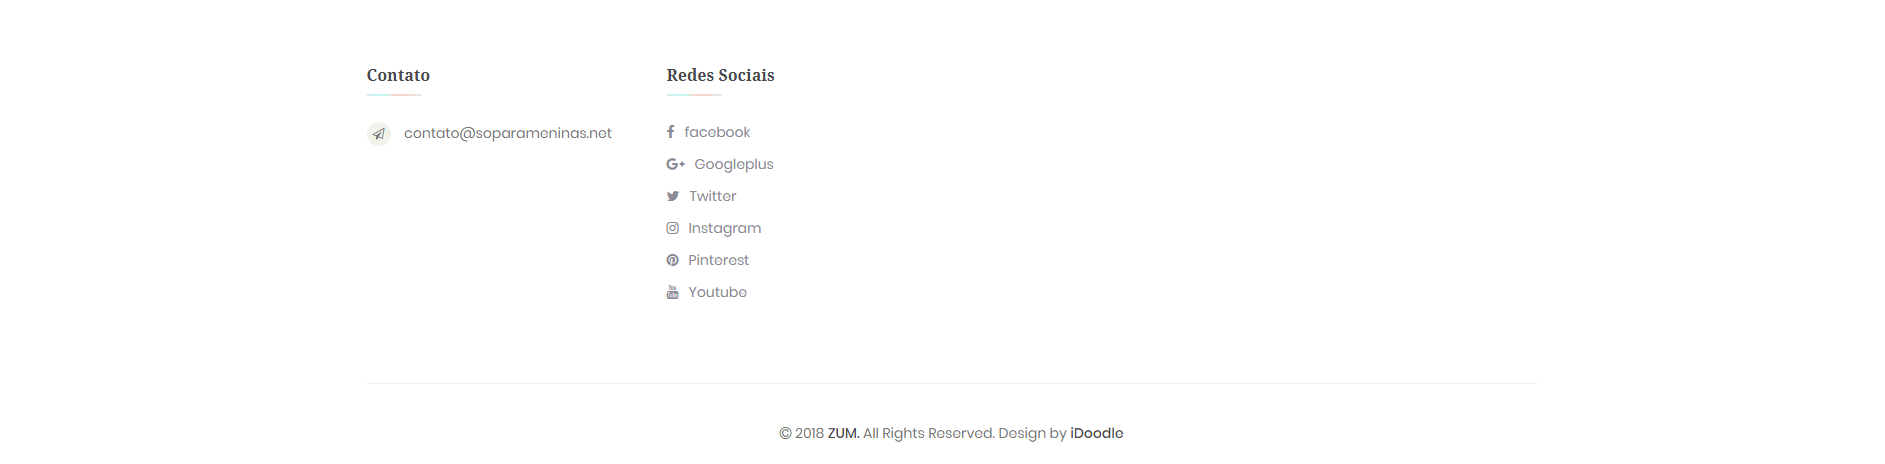 Contato
contato@soparameninas.net
Redes Sociais
facebook
Googleplus
Twitter
Instagram
Pinterest
Youtube
© 2018 ZUM. All Rights Reserved. Design by iDoodle